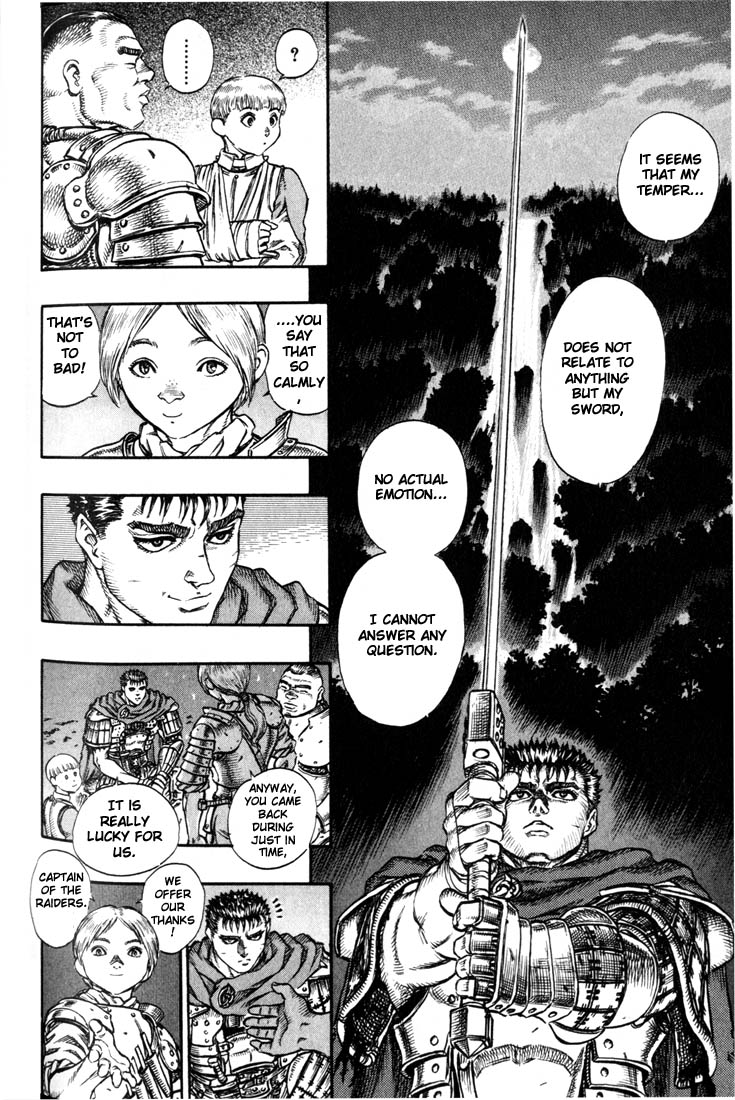 IT SEEMS
THAT MY
TEMPER...
DOES NOT
RELATE TO
ANYTHING
BUT MY
SWORD,
NO ACTUAL
EMOTION...
I CANNOT
ANSWER ANY
QUESTION.
?
........
....YOU
SAY
THAT
SO
CALMLY
,
THAT'S
NOT
TO
BAD!
ANYWAY,
YOU CAME
BACK
DURING
JUST IN
TIME,
IT IS
REALLY
LUCKY FOR
US.
WE
OFFER
OUR
THANKS
!
CAPTAIN
OF THE
RAIDERS.